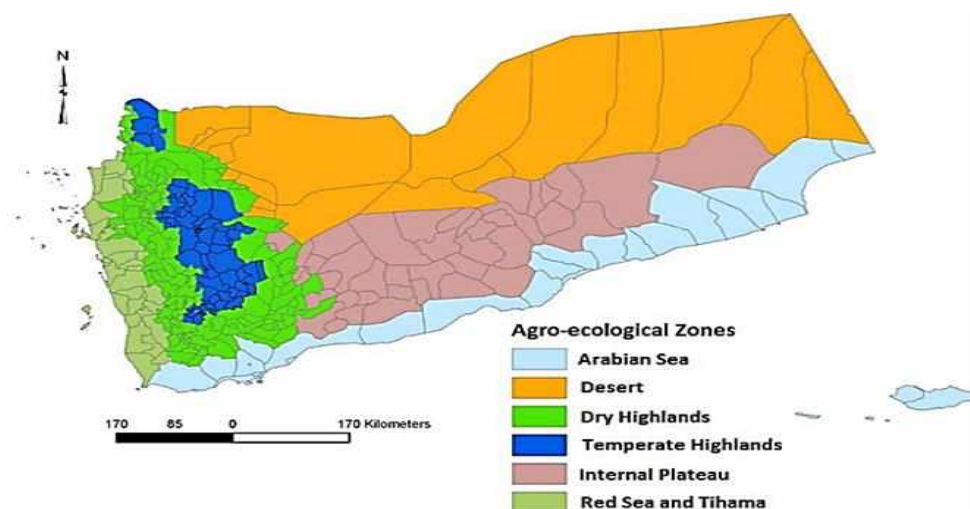 N
Agro-ecological Zones
Arabian Sea
Desert
Dry Highlands
Temperate Highlands
Internal Plateau
Red Sea and Tihama
170 85 0 170 Kilometers